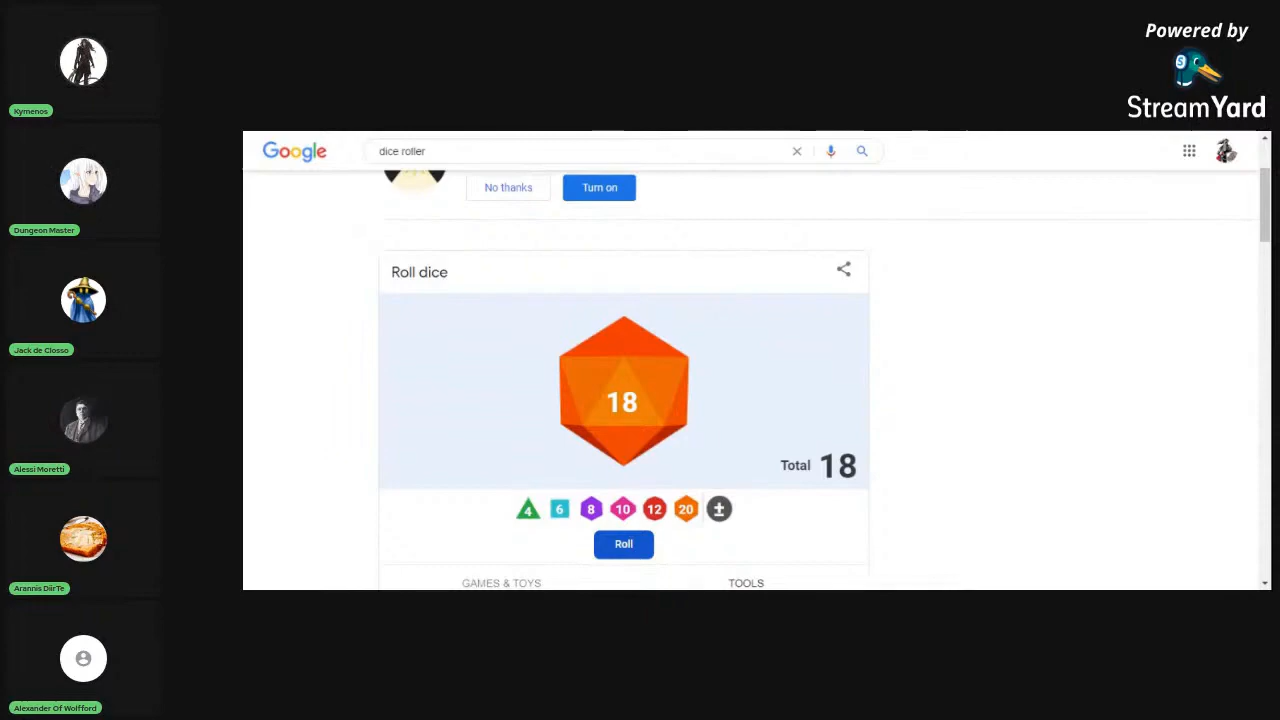 Powered by
StreamYard
Kymenos
Dungeon Master
Jack de Closso
Alessi Moretti
Arannis DiirTe
Alexander Of Wolfford
Google
dice roller
No thanks
Turn on
Roll dice
18
Total 18
4 6 8 10 12 20 ±
Roll
GAMES & TOYS
TOOLS